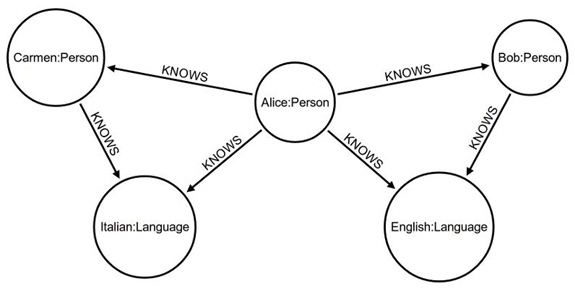 Carmen:Person
KNOWS
Alice:Person
KNOWS
Bob:Person
KNOWS
KNOWS
KNOWS
KNOWS
Italian:Language
English:Language